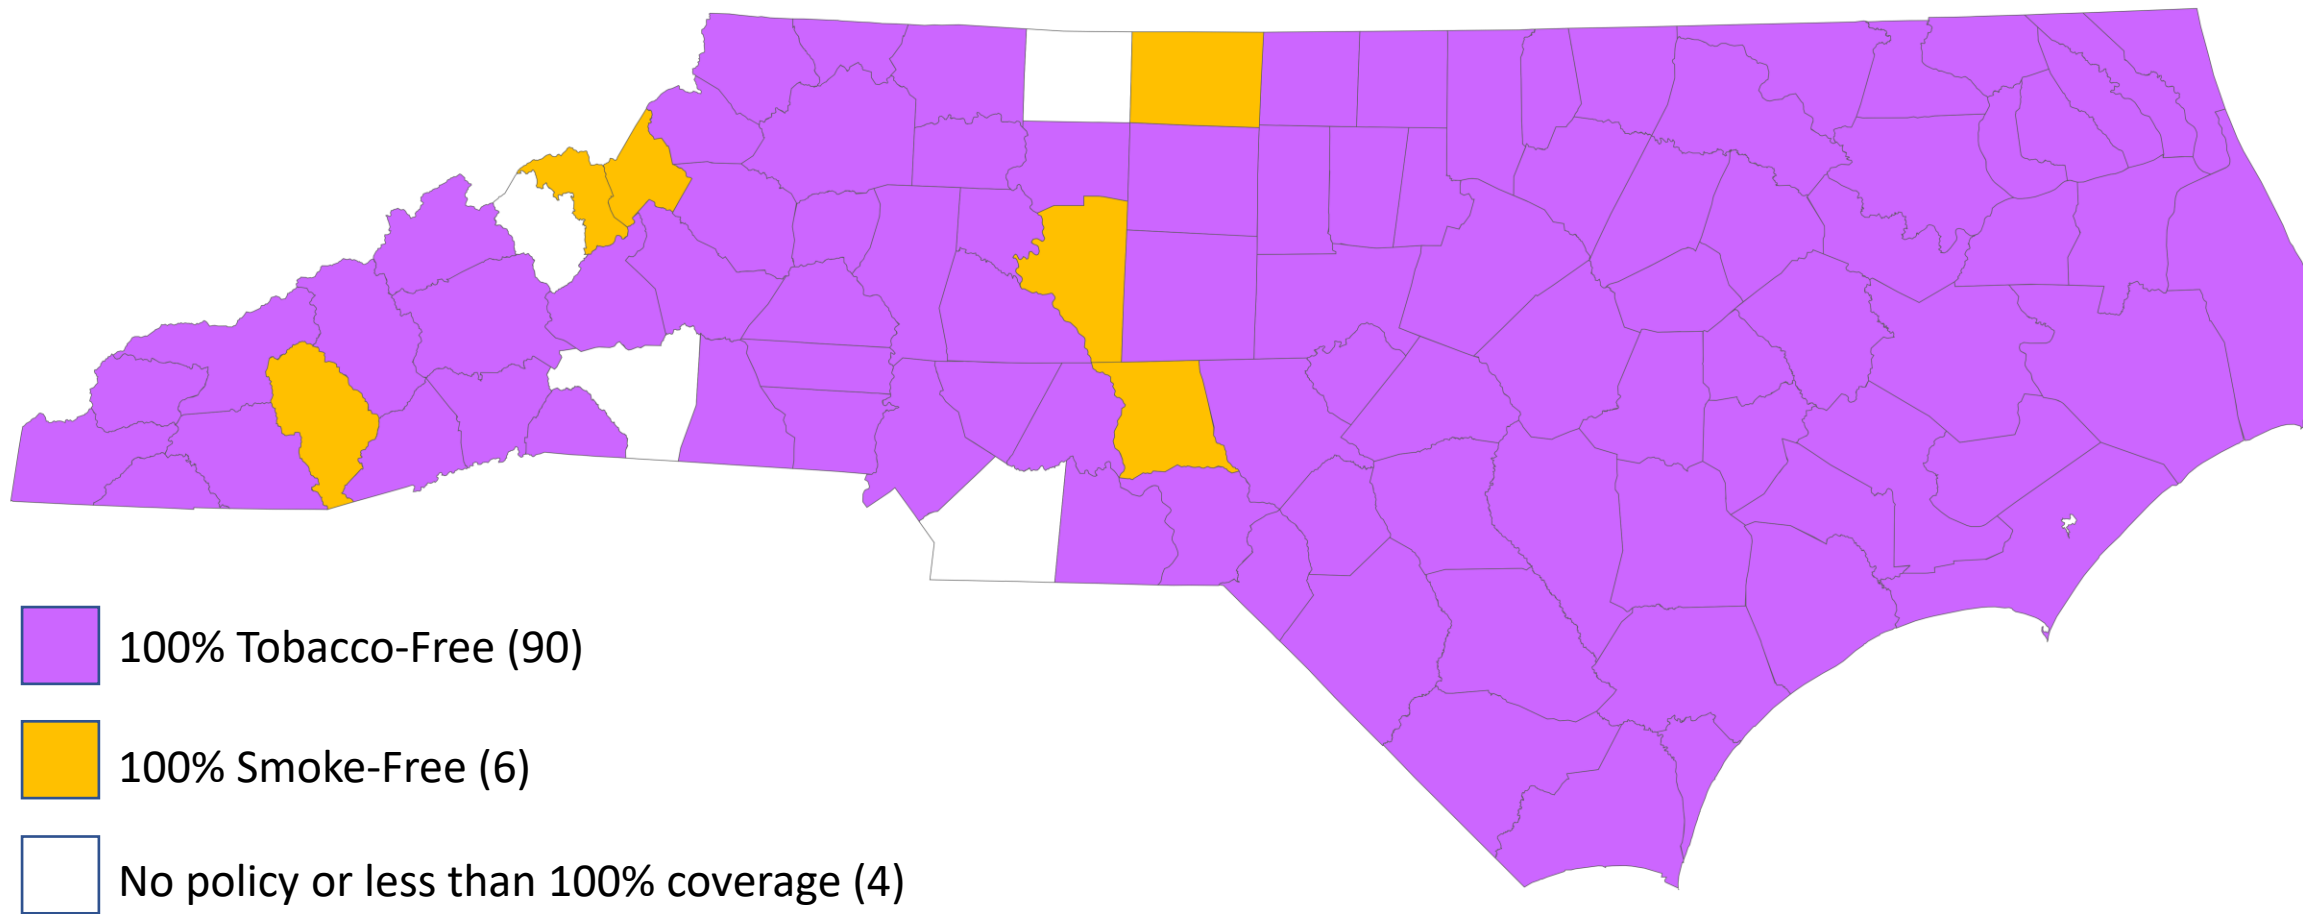 100% Tobacco-Free (90)
100% Smoke-Free (6)
No policy or less than 100% coverage (4)